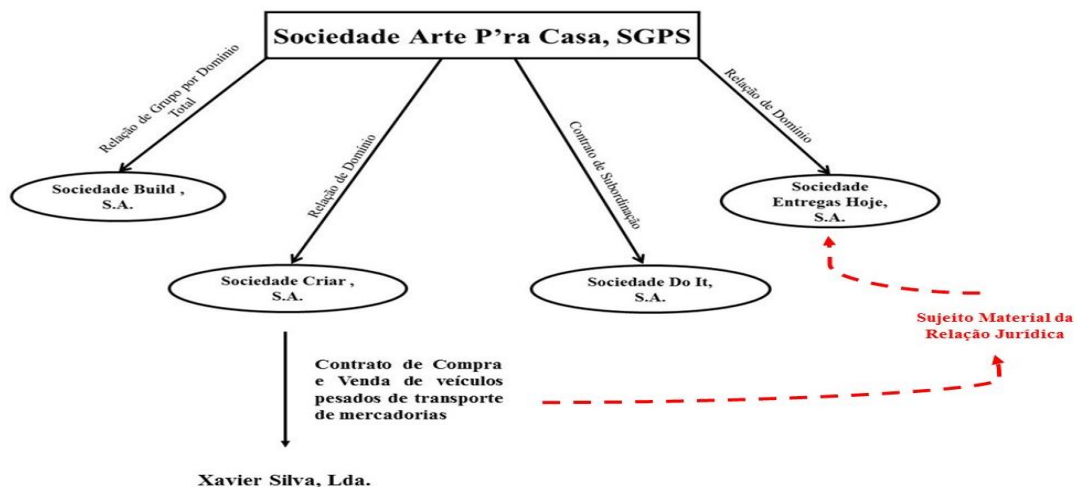 Sociedade Arte P’ra Casa, SGPS
Relação de Grupo por Domínio
Total
Relação de Domínio
Contrato de Subordinação
Relação de Domínio
Sociedade Build ,
S.A.
Sociedade
Entregas Hoje,
S.A.
Sociedade Criar ,
S.A.
Sociedade Do It,
S.A.
Sujeito Material da
Relação Jurídica
Contrato de Compra
e Venda de veículos
pesados de transporte
de mercadorias
Xavier Silva, Lda.